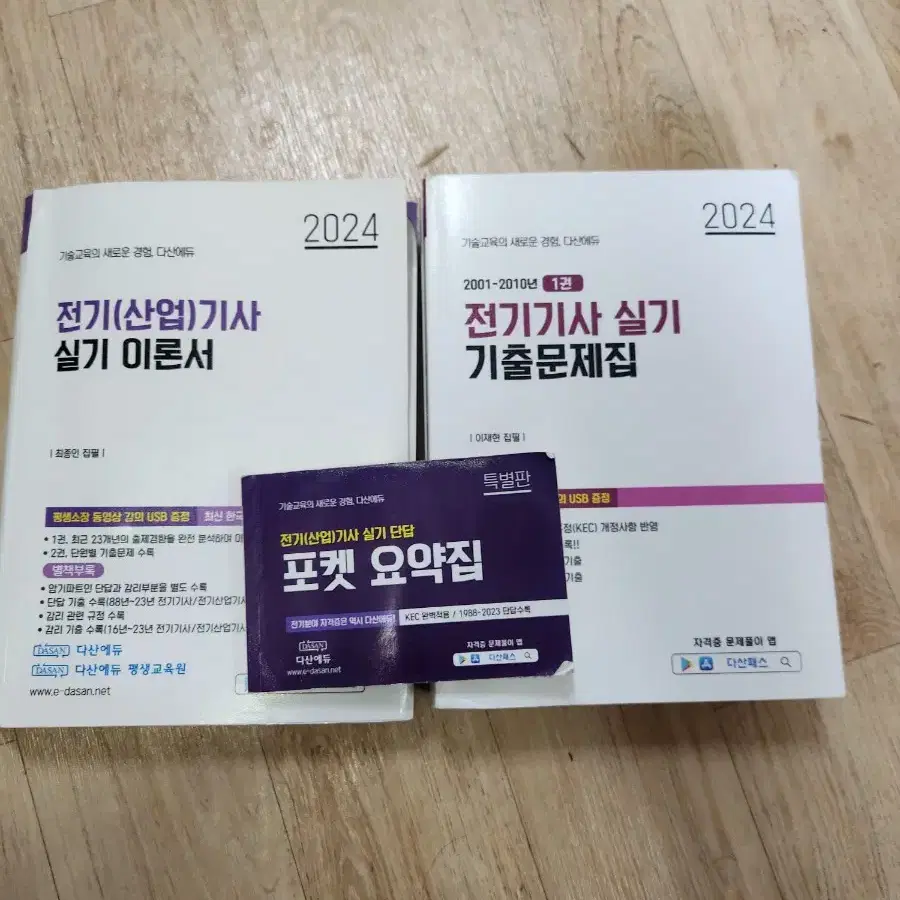 2024
기술교육의 새로운 경험, 다산에듀
전기(산업)기사
실기 이론서
| 최종인 집필 |
평생소장 동영상 강의 USB 증정
최신 한국
• 1권, 최근 23개년의 출제경향을 완전 분석하여
• 2권, 단원별 기출문제 수록
별책부록
• 암기파트인 단답과 감리부분을 별도 수록
• 단답 기출 수록(88년~23년 전기기사/전기산업기사
• 감리 관련 규정 수록
• 감리 기출 수록(16년~23년 전기기사/전기산업기사
DASAN 다산에듀
DASAN 다산에듀 평생교육원
www.e-dasan.net
2024
기술교육의 새로운 경험, 다산에듀
2001-2010년 1권
전기기사 실기
기출문제집
| 이재현 집필 |
의 USB 증정
정(KEC) 개정사항 반영
록!!
기출
기출
자격증 문제풀이 앱
다산패스
특별판
기술교육의 새로운 경험, 다산에듀
전기(산업)기사 실기 단답
포켓 요약집
전기분야 자격증은 역시 다산에듀!
KEC 완벽적용 / 1988-2023 단답수록
DASAN
다산에듀
www.e-dasan.net
자격증 문제풀이 앱
다산패스